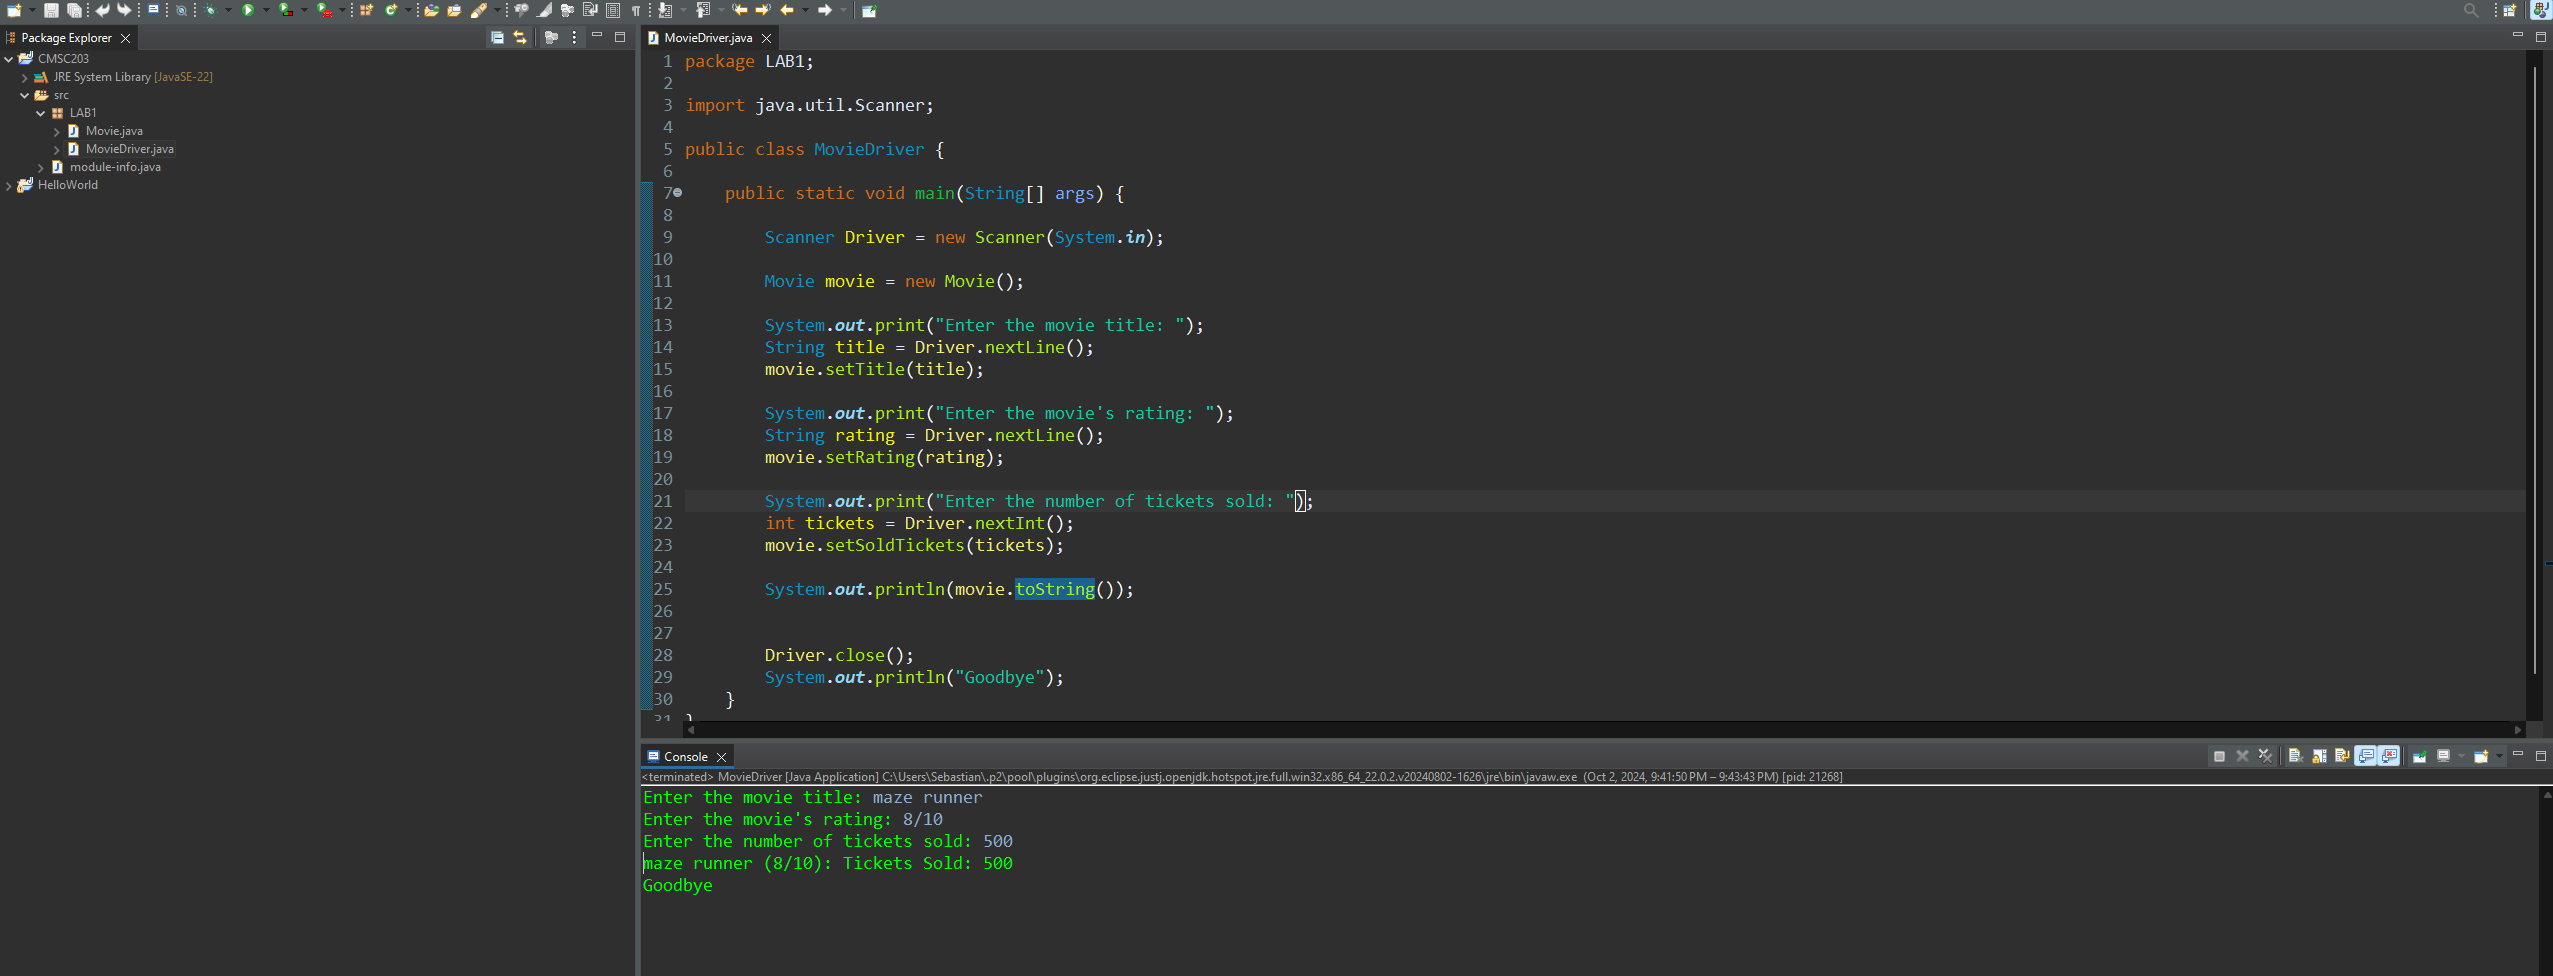 Package Explorer
CMSC203
JRE System Library [JavaSE-22]
src
LAB1
Movie.java
MovieDriver.java
module-info.java
HelloWorld
MovieDriver.java
1 package LAB1;
2
3 import java.util.Scanner;
4
5 public class MovieDriver {
6
7 public static void main(String[] args) {
8
9 Scanner Driver = new Scanner(System.in);
10
11 Movie movie = new Movie();
12
13 System.out.print("Enter the movie title: ");
14 String title = Driver.nextLine();
15 movie.setTitle(title);
16
17 System.out.print("Enter the movie's rating: ");
18 String rating = Driver.nextLine();
19 movie.setRating(rating);
20
21 System.out.print("Enter the number of tickets sold: ");
22 int tickets = Driver.nextInt();
23 movie.setSoldTickets(tickets);
24
25 System.out.println(movie.toString());
26
27
28 Driver.close();
29 System.out.println("Goodbye");
30 }
31 }
Console
<terminated> MovieDriver [Java Application] C:\Users\Sebastian\.p2\pool\plugins\org.eclipse.justj.openjdk.hotspot.jre.full.win32.x86_64_22.0.2.v20240802-1626\jre\bin\javaw.exe (Oct 2, 2024, 9:41:50 PM – 9:43:43 PM) [pid: 21268]
Enter the movie title: maze runner
Enter the movie's rating: 8/10
Enter the number of tickets sold: 500
maze runner (8/10): Tickets Sold: 500
Goodbye